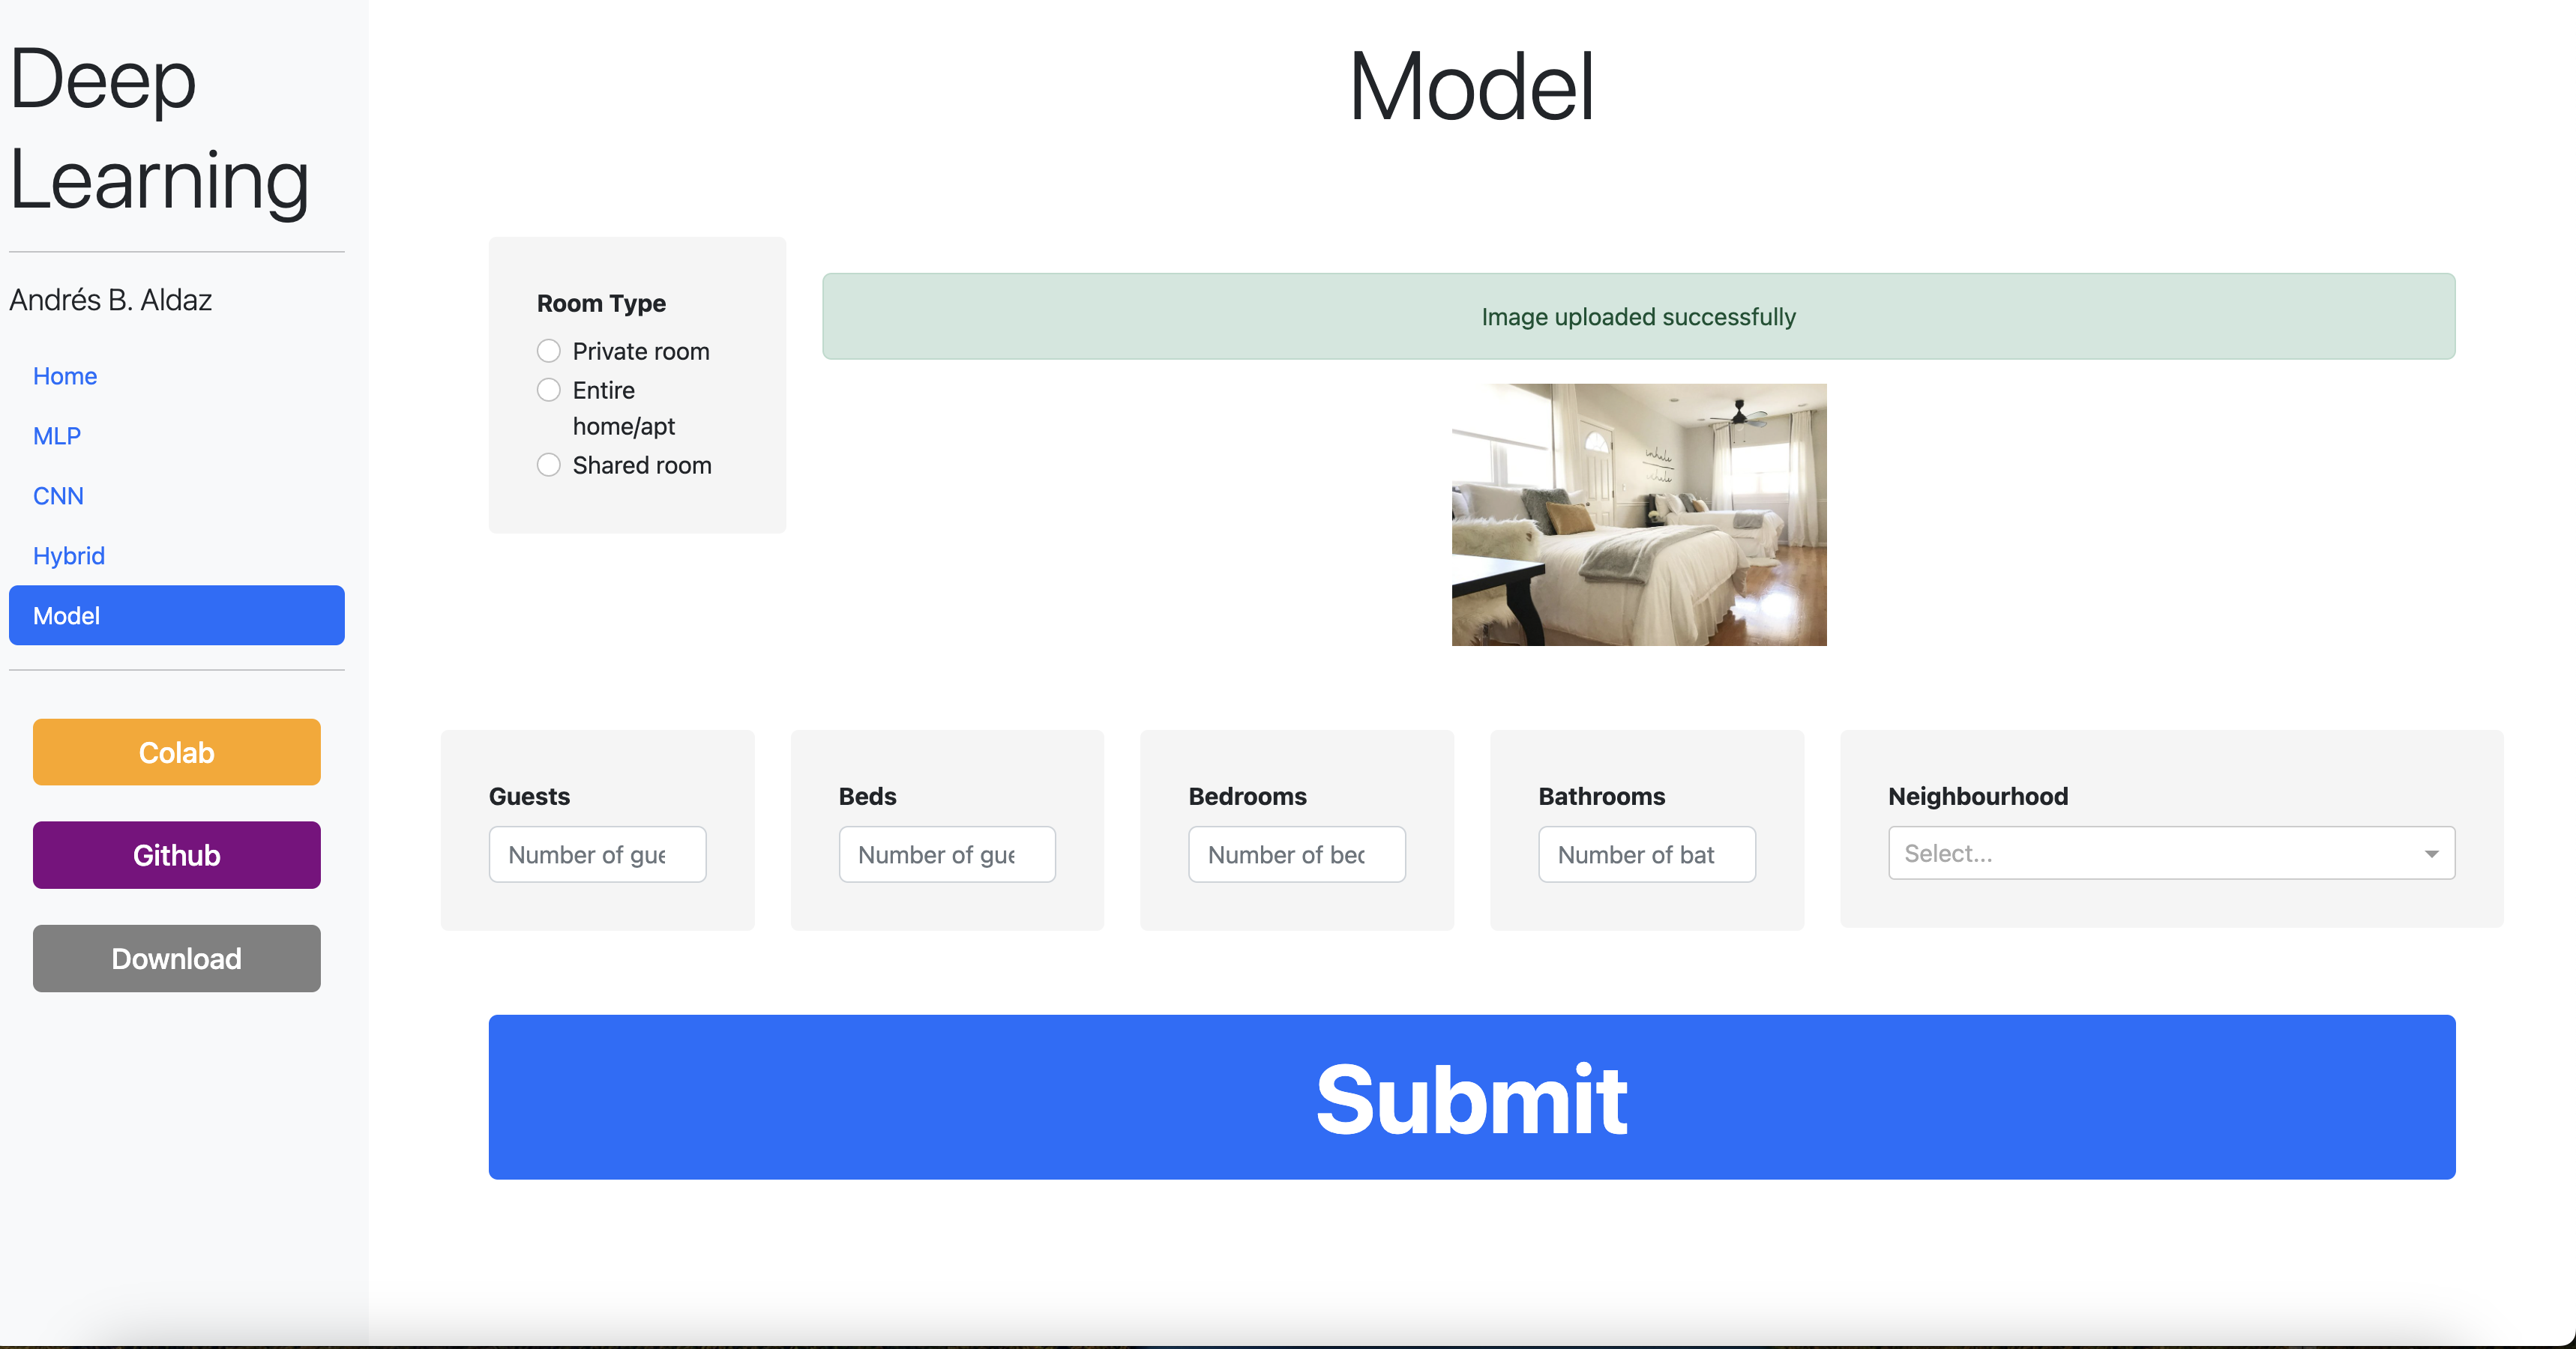 Deep
Learning
Andrés B. Aldaz
Home
MLP
CNN
Hybrid
Model
Colab
Github
Download
Model
Room Type
Private room
Entire
home/apt
Shared room
Image uploaded successfully
inhale
exhale
Guests
Number of gue
Beds
Number of gue
Bedrooms
Number of bec
Bathrooms
Number of bat
Neighbourhood
Select...
Submit